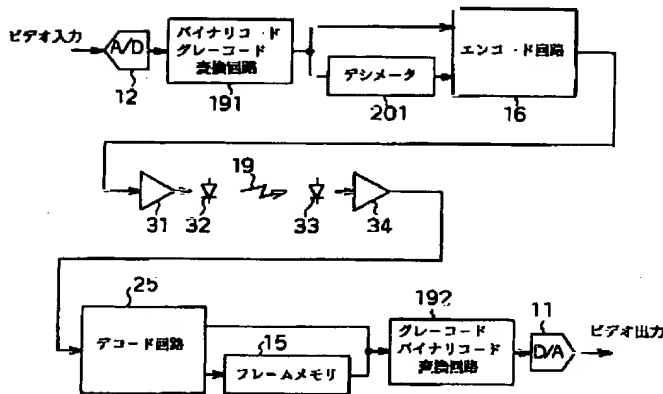 ビデオ入力
A/D
12
バイナリコード
グレーコード
変換回路
191
デシメータ
201
エンコード回路
16
31
32
19
33
34
25
デコード回路
15
フレームメモリ
192
グレーコード
バイナリコード
変換回路
11
D/A
ビデオ出力